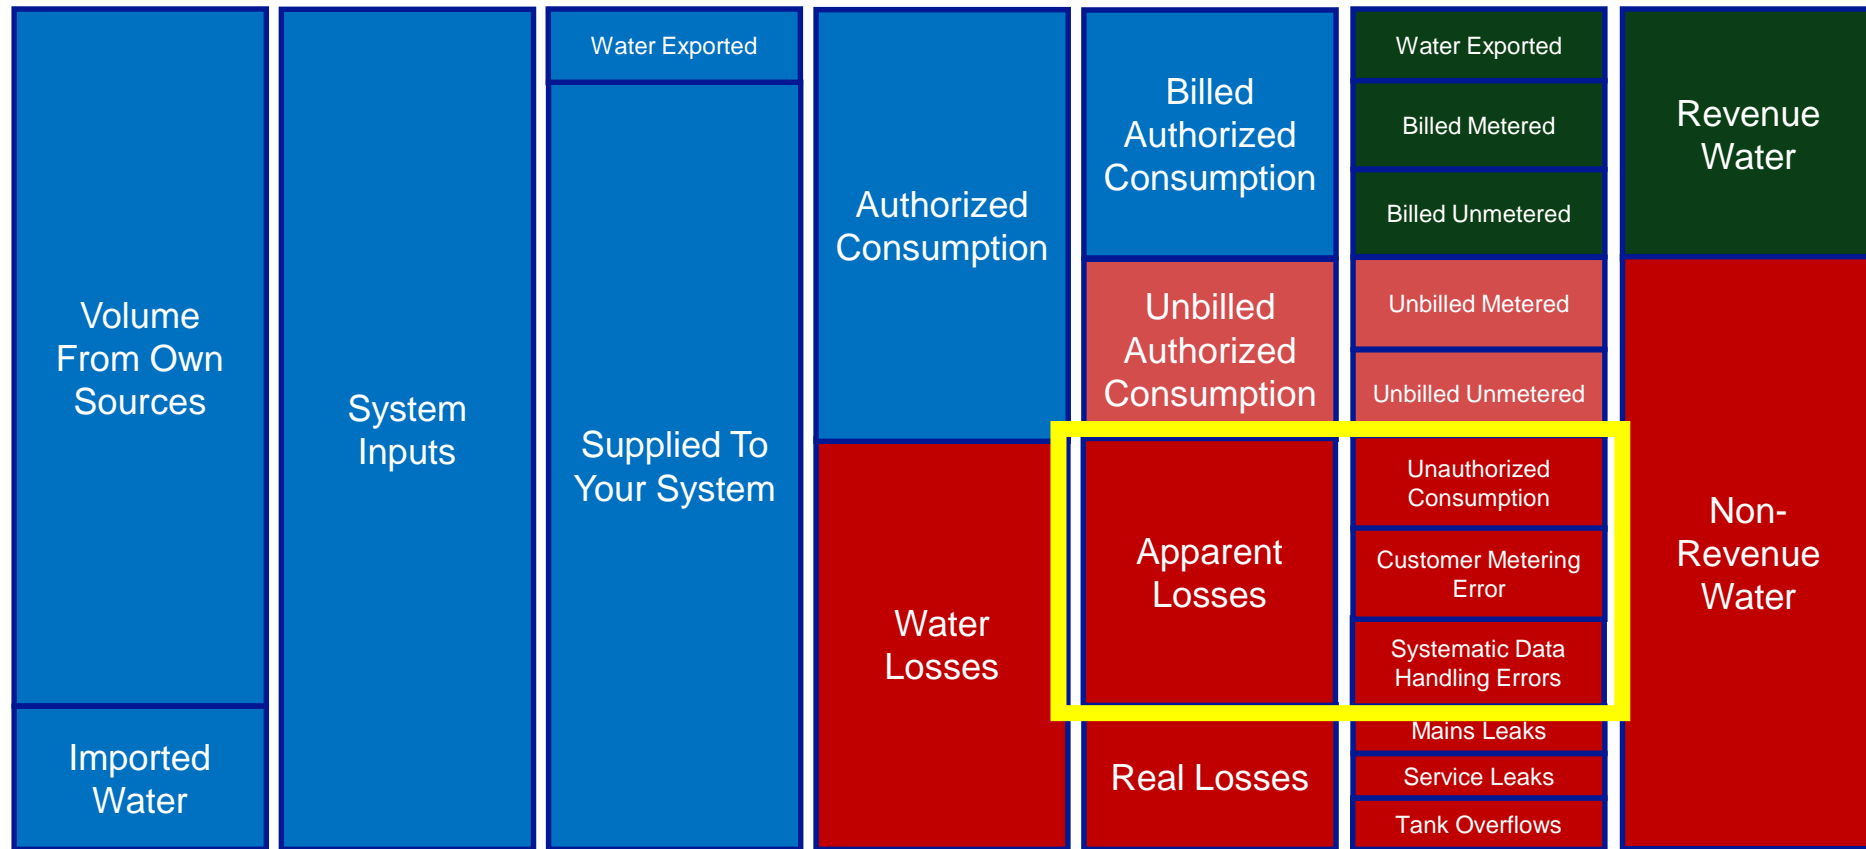 Volume
From Own
Sources
Imported
Water
System
Inputs
Water Exported
Supplied To
Your System
Authorized
Consumption
Water
Losses
Billed
Authorized
Consumption
Unbilled
Authorized
Consumption
Apparent
Losses
Real Losses
Water Exported
Billed Metered
Billed Unmetered
Unbilled Metered
Unbilled Unmetered
Unauthorized
Consumption
Customer Metering
Error
Systematic Data
Handling Errors
Mains Leaks
Service Leaks
Tank Overflows
Revenue
Water
Non-
Revenue
Water